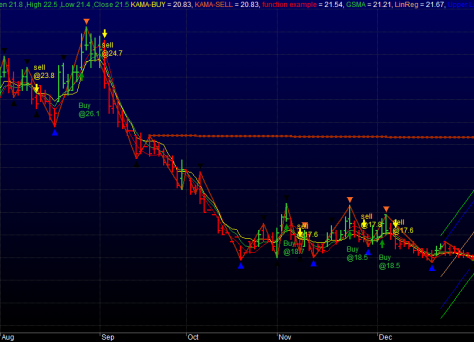 en 21.8 ,High 22.5 ,Low 21.4 ,Close 21.5 KAMA-BUY = 20.83, KAMA-SELL = 20.83, function example = 21.54, GSMA = 21.21, LinReg = 21.67,
sell
@24.7
sell
@23.8
Buy
@26.1
sell
@17.6
sell
sell
@17.6
Buy
Buy
@18.5
Buy
@18.5
Aug Sep Oct Nov Dec